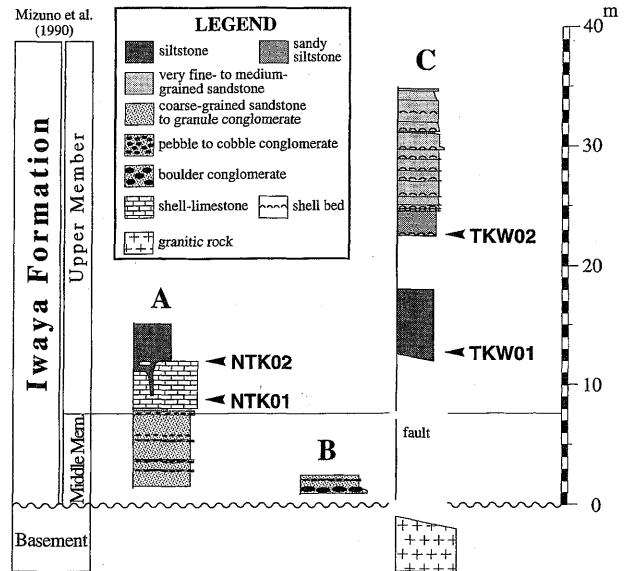 Mizuno et al.
(1990)
Iwaya Formation
Upper Member
Middle Mem.
Basement
LEGEND
siltstone
sandy
siltstone
very fine- to medium-
grained sandstone
coarse-grained sandstone
to granule conglomerate
pebble to cobble conglomerate
boulder conglomerate
shell-limestone
shell bed
granitic rock
A
NTK02
NTK01
B
C
TKW02
TKW01
fault
m
40
30
20
10
0